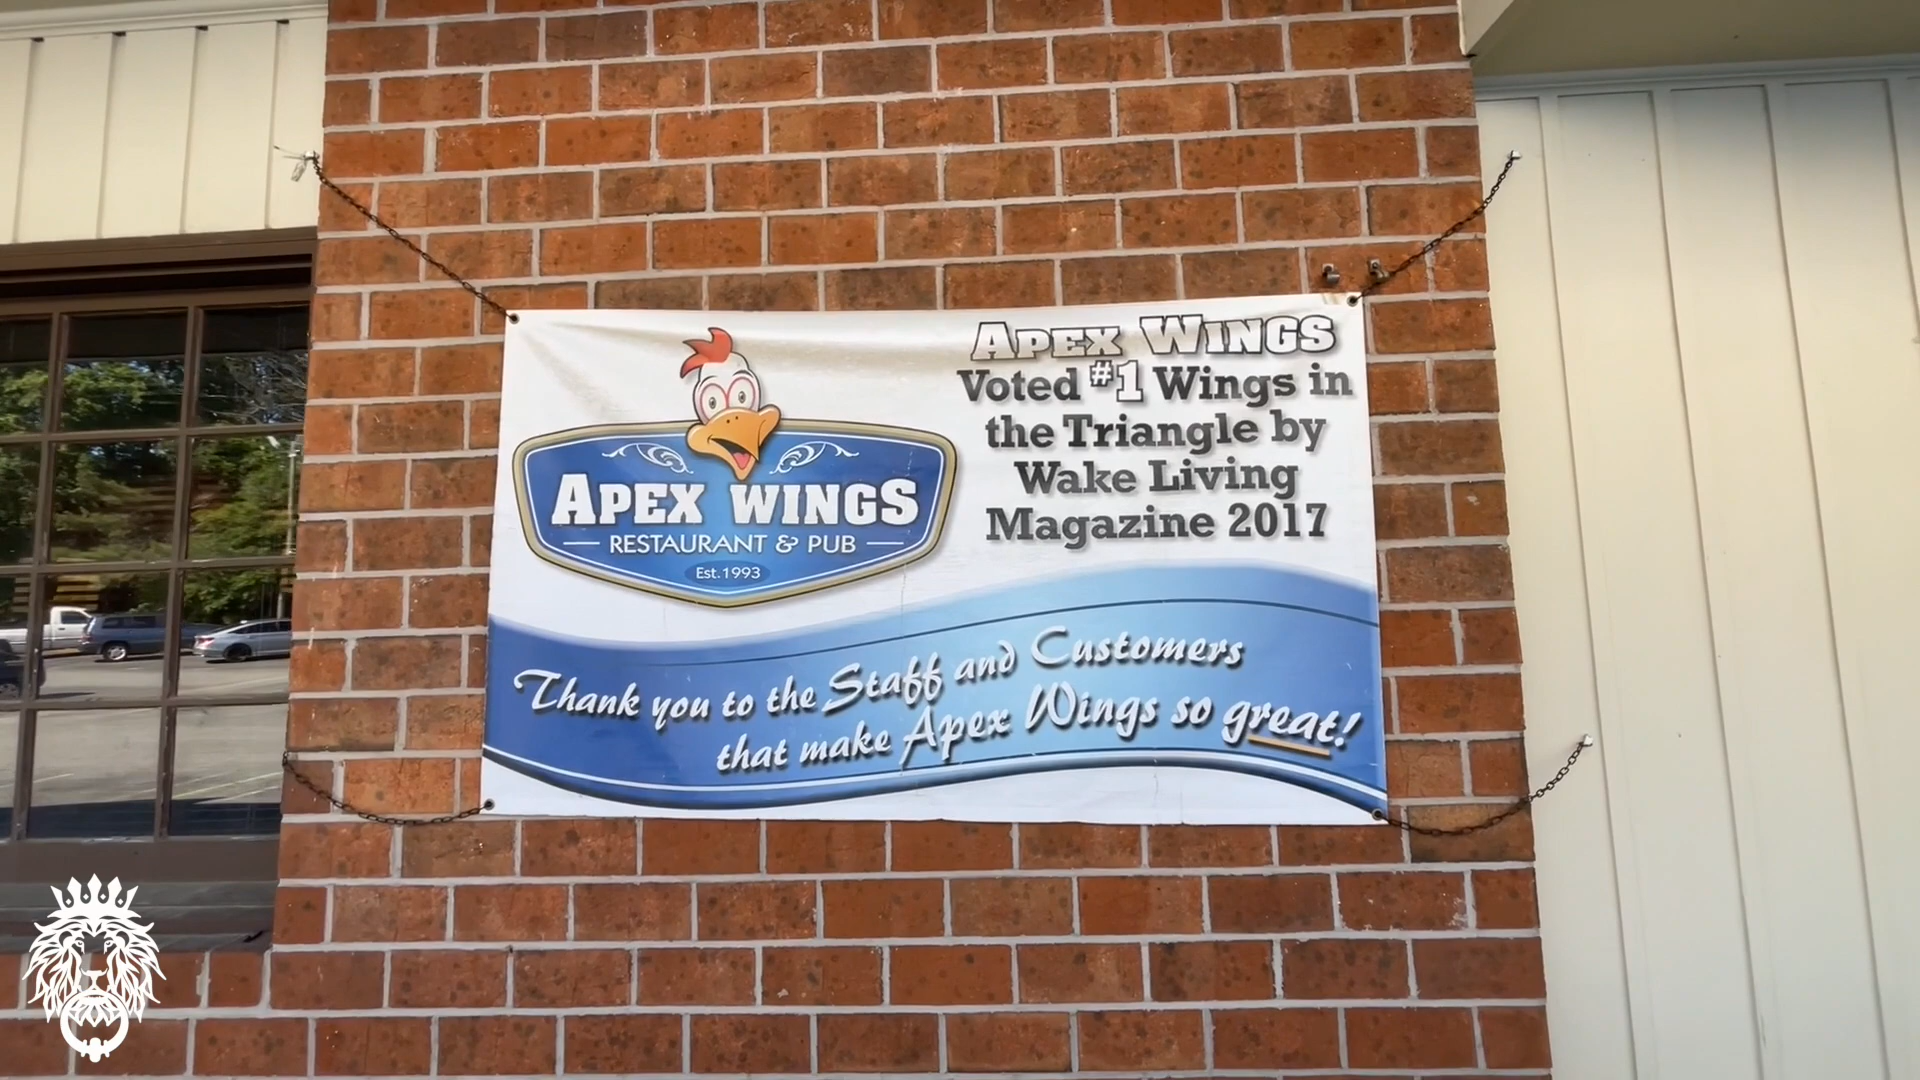 APEX WINGS
RESTAURANT & PUB
Est.1993
APEX WINGS
Voted #1 Wings in
the Triangle by
Wake Living
Magazine 2017
Thank you to the Staff and Customers
that make Apex Wings so great!